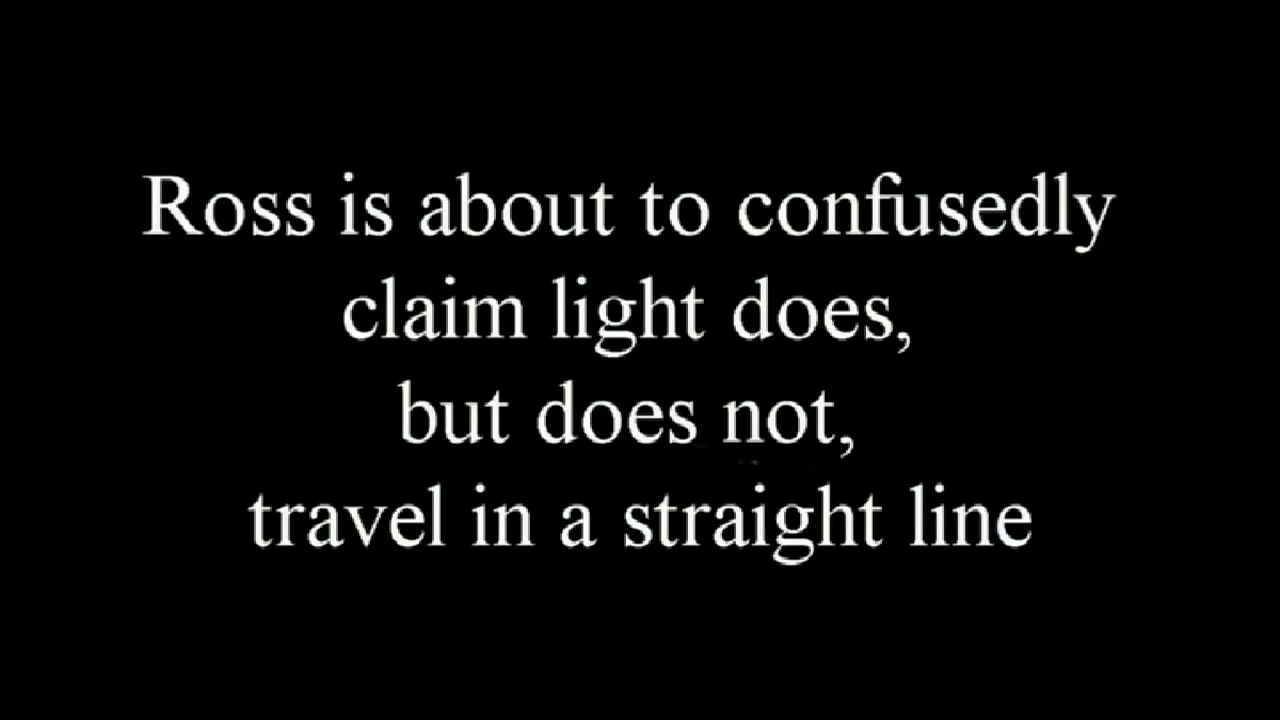 Ross is about to confusedly
claim light does,
but does not,
travel in a straight line